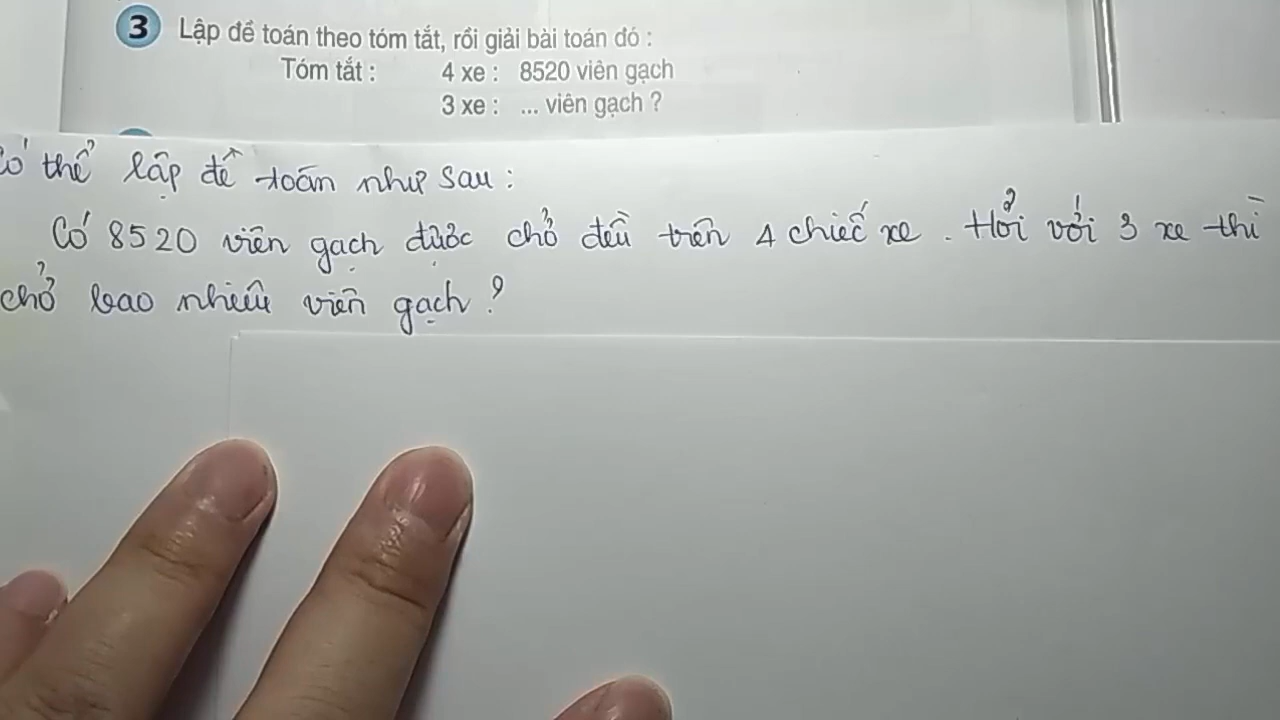 3 Lập đề toán theo tóm tắt, rồi giải bài toán đó :
Tóm tắt : 4 xe : 8520 viên gạch
3 xe : ... viên gạch ?
Có thể lập đề toán như sau :
Có 8520 viên gạch được chở đều trên 4 chiếc xe . Hỏi với 3 xe thì
chở bao nhiêu viên gạch ?